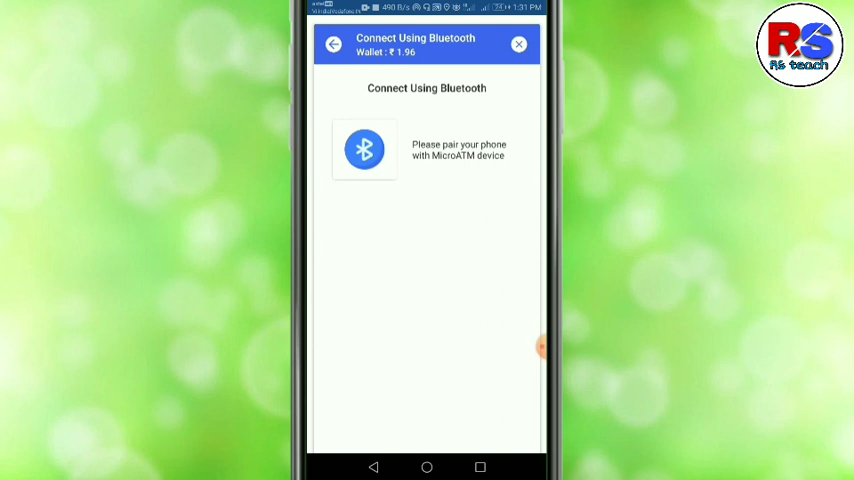 490 B/s
1:31 PM
Connect Using Bluetooth
Wallet : ₹ 1.96
Connect Using Bluetooth
Please pair your phone
with MicroATM device
RS
RS teach